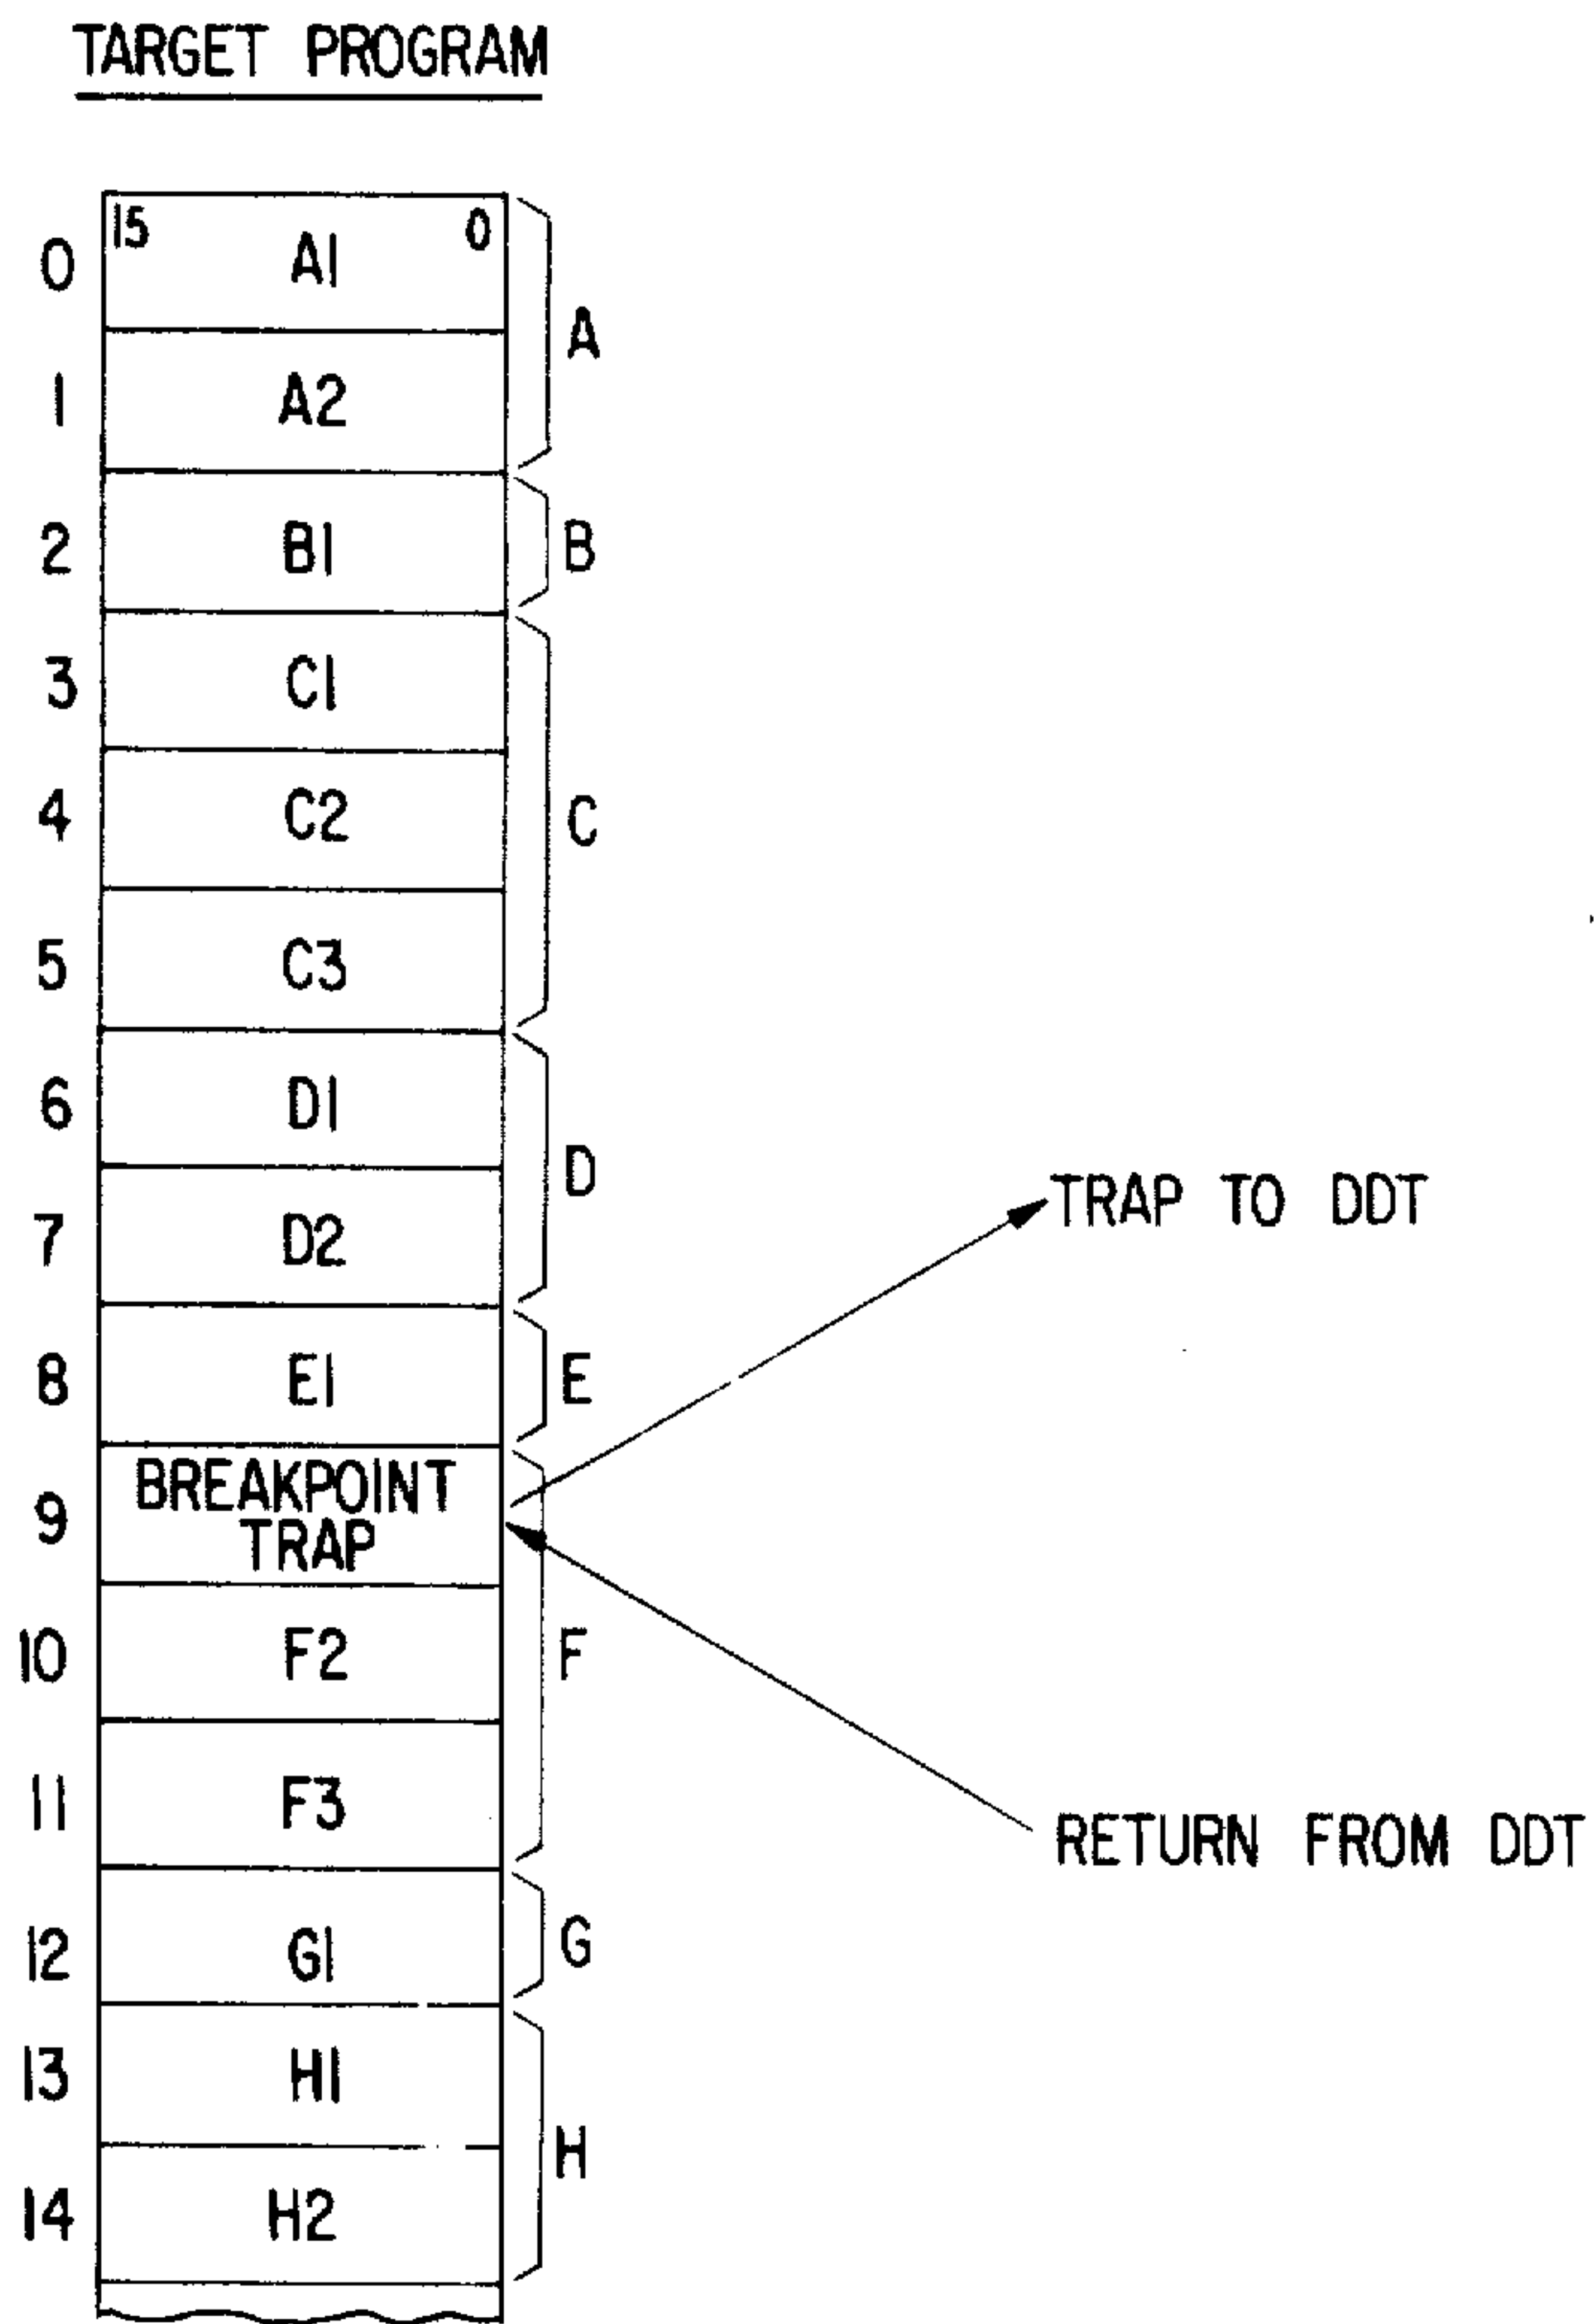 TARGET PROGRAM
15 0
0 A1
A
1 A2
2 B1 B
3 C1
4 C2 C
5 C3
6 D1
D
TRAP TO DDT
7 D2
8 E1 E
9 BREAKPOINT
TRAP
10 F2 F
11 F3
RETURN FROM DDT
12 G1 G
13 H1
H
14 H2